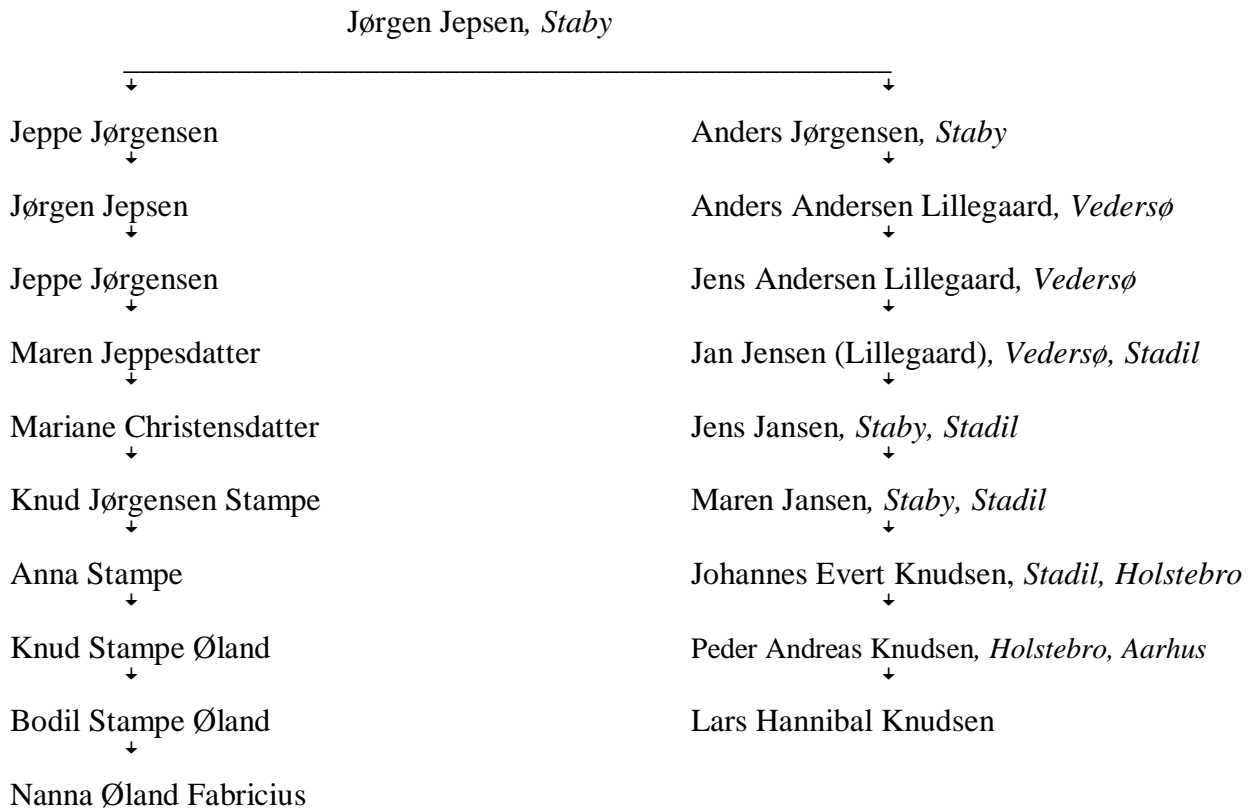 Jørgen Jepsen, Staby
Jeppe Jørgensen Anders Jørgensen, Staby
Jørgen Jepsen Anders Andersen Lillegaard, Vedersø
Jeppe Jørgensen Jens Andersen Lillegaard, Vedersø
Maren Jeppesdatter Jan Jensen (Lillegaard), Vedersø, Stadil
Mariane Christensdatter Jens Jansen, Staby, Stadil
Knud Jørgensen Stampe Maren Jansen, Staby, Stadil
Anna Stampe Johannes Evert Knudsen, Stadil, Holstebro
Knud Stampe Øland Peder Andreas Knudsen, Holstebro, Aarhus
Bodil Stampe Øland Lars Hannibal Knudsen
Nanna Øland Fabricius